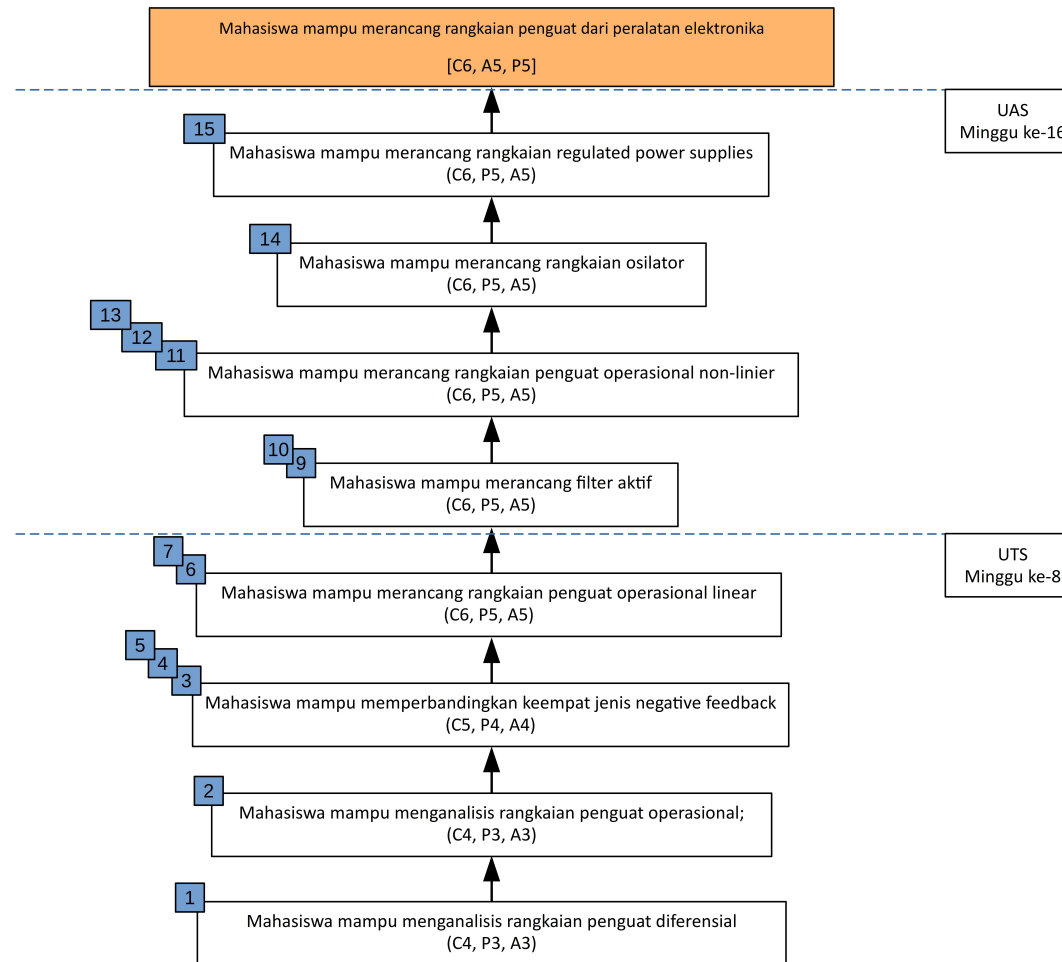 Mahasiswa mampu merancang rangkaian penguat dari peralatan elektronika
[C6, A5, P5]
UAS
Minggu ke-16
15
Mahasiswa mampu merancang rangkaian regulated power supplies
(C6, P5, A5)
14
Mahasiswa mampu merancang rangkaian osilator
(C6, P5, A5)
13
12
11
Mahasiswa mampu merancang rangkaian penguat operasional non-linier
(C6, P5, A5)
10
9
Mahasiswa mampu merancang filter aktif
(C6, P5, A5)
UTS
Minggu ke-8
7
6
Mahasiswa mampu merancang rangkaian penguat operasional linear
(C6, P5, A5)
5
4
3
Mahasiswa mampu memperbandingkan keempat jenis negative feedback
(C5, P4, A4)
2
Mahasiswa mampu menganalisis rangkaian penguat operasional;
(C4, P3, A3)
1
Mahasiswa mampu menganalisis rangkaian penguat diferensial
(C4, P3, A3)